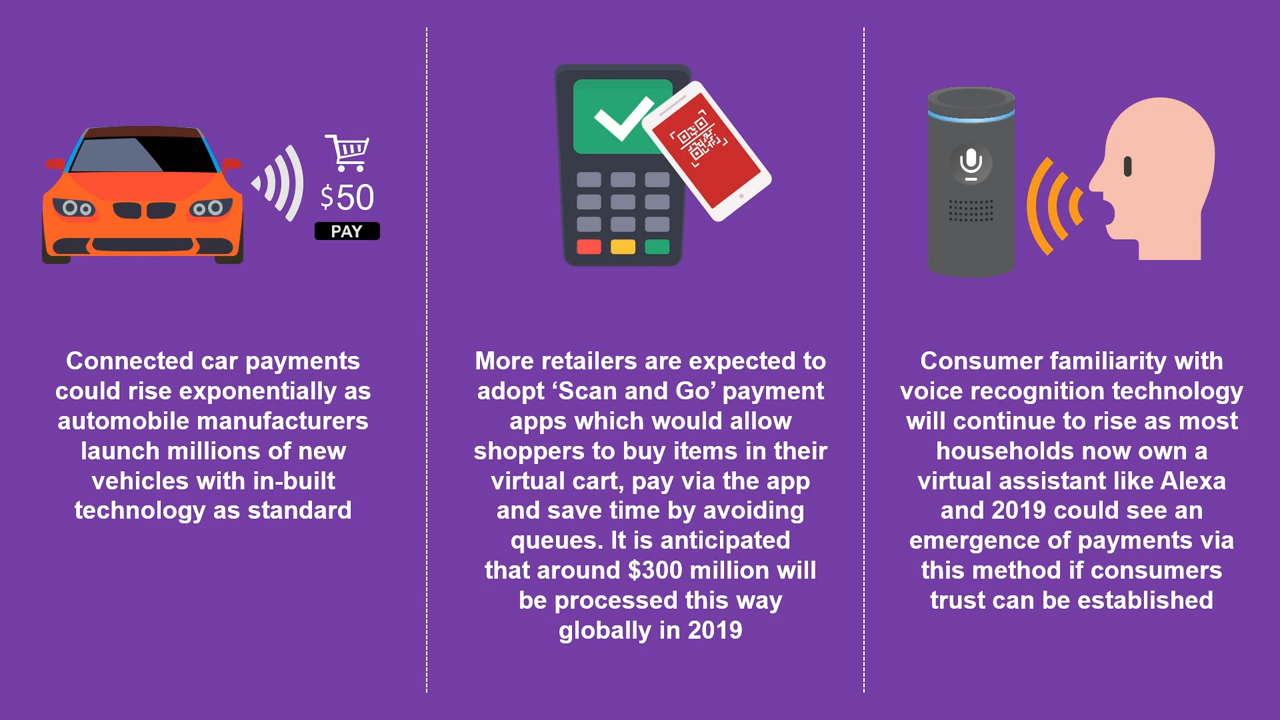 $50
PAY
Connected car payments
could rise exponentially as
automobile manufacturers
launch millions of new
vehicles with in-built
technology as standard
More retailers are expected to
adopt ‘Scan and Go’ payment
apps which would allow
shoppers to buy items in their
virtual cart, pay via the app
and save time by avoiding
queues. It is anticipated
that around $300 million will
be processed this way
globally in 2019
Consumer familiarity with
voice recognition technology
will continue to rise as most
households now own a
virtual assistant like Alexa
and 2019 could see an
emergence of payments via
this method if consumers
trust can be established